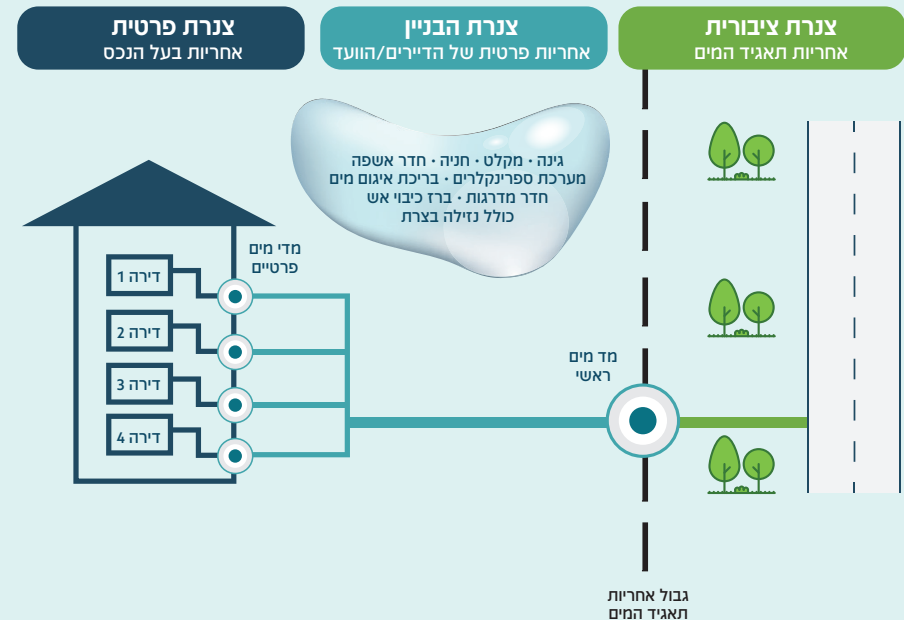 צנרת ציבורית
אחריות תאגיד המים
צנרת הבניין
אחריות פרטית של הדיירים/הוועד
צנרת פרטית
אחריות בעל הנכס
גינה • מקלט • חניה • חדר אשפה
מערכת ספרינקלרים • בריכת איגום מים
חדר מדרגות • ברז כיבוי אש
כולל נזילה בצרת
מדי מים
פרטיים
דירה 1
דירה 2
דירה 3
דירה 4
מד מים
ראשי
גבול אחריות
תאגיד המים